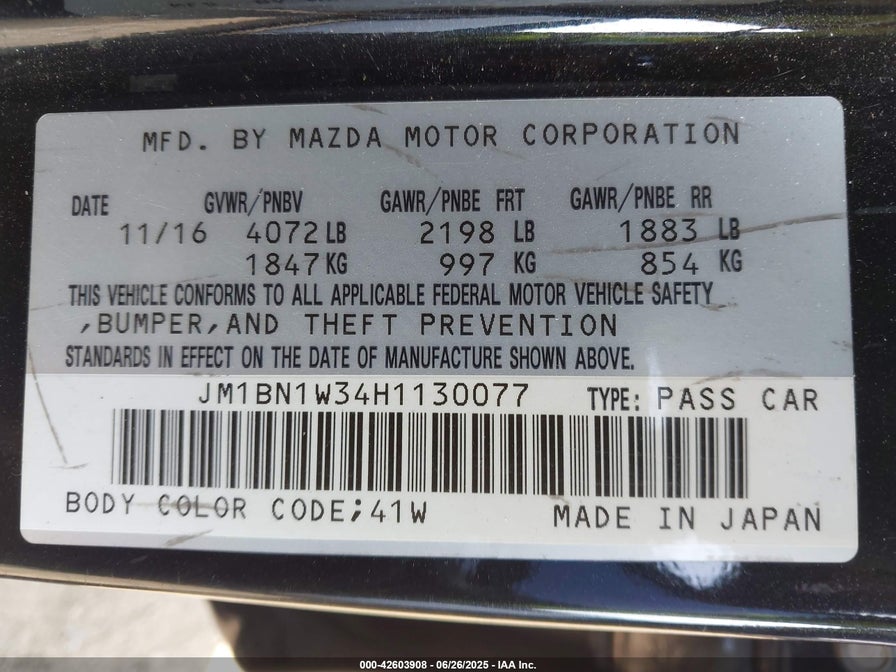 MFD. BY MAZDA MOTOR CORPORATION
DATE GVWR/PNBV GAWR/PNBE FRT GAWR/PNBE RR
11/16 4072 LB 2198 LB 1883 LB
1847 KG 997 KG 854 KG
THIS VEHICLE CONFORMS TO ALL APPLICABLE FEDERAL MOTOR VEHICLE SAFETY
,BUMPER,AND THEFT PREVENTION
STANDARDS IN EFFECT ON THE DATE OF MANUFACTURE SHOWN ABOVE.
JM1BN1W34H1130077 TYPE: PASS CAR
BODY COLOR CODE;41W MADE IN JAPAN
000-42603908 - 06/26/2025 - IAA Inc.